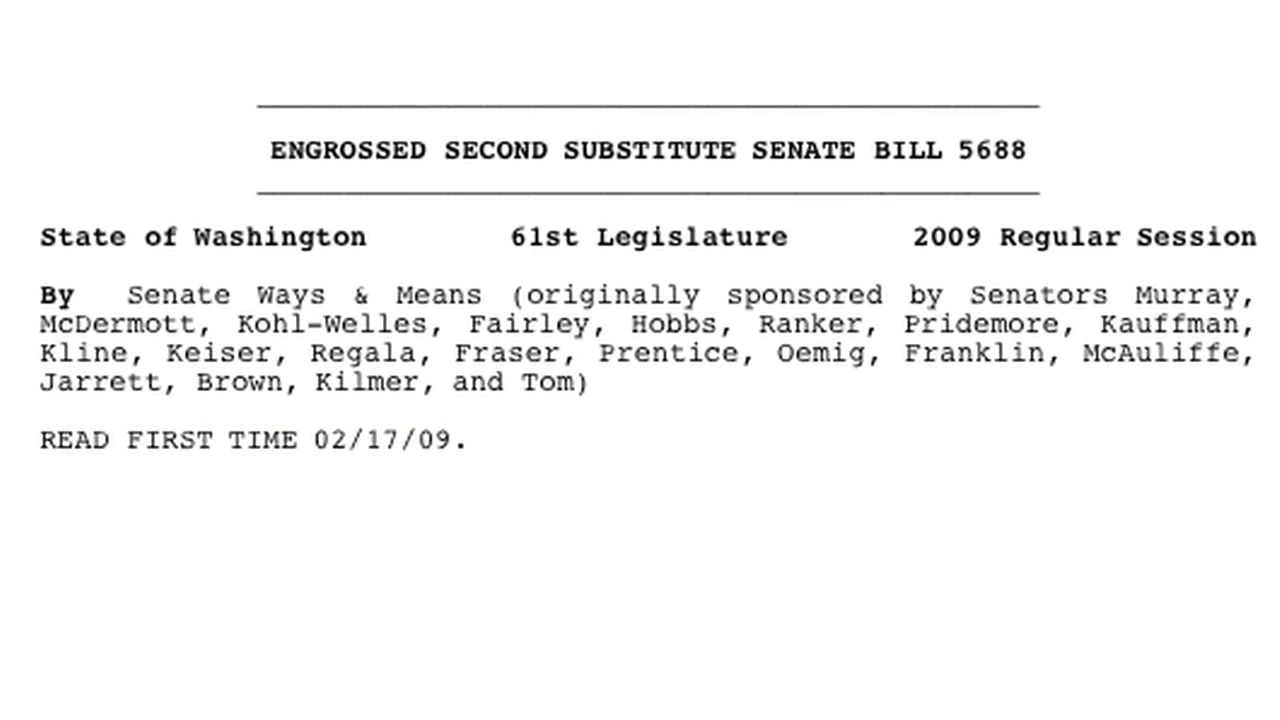 ENGROSSED SECOND SUBSTITUTE SENATE BILL 5688
State of Washington 61st Legislature 2009 Regular Session
By Senate Ways & Means (originally sponsored by Senators Murray,
McDermott, Kohl-Welles, Fairley, Hobbs, Ranker, Pridemore, Kauffman,
Kline, Keiser, Regala, Fraser, Prentice, Oemig, Franklin, McAuliffe,
Jarrett, Brown, Kilmer, and Tom)
READ FIRST TIME 02/17/09.